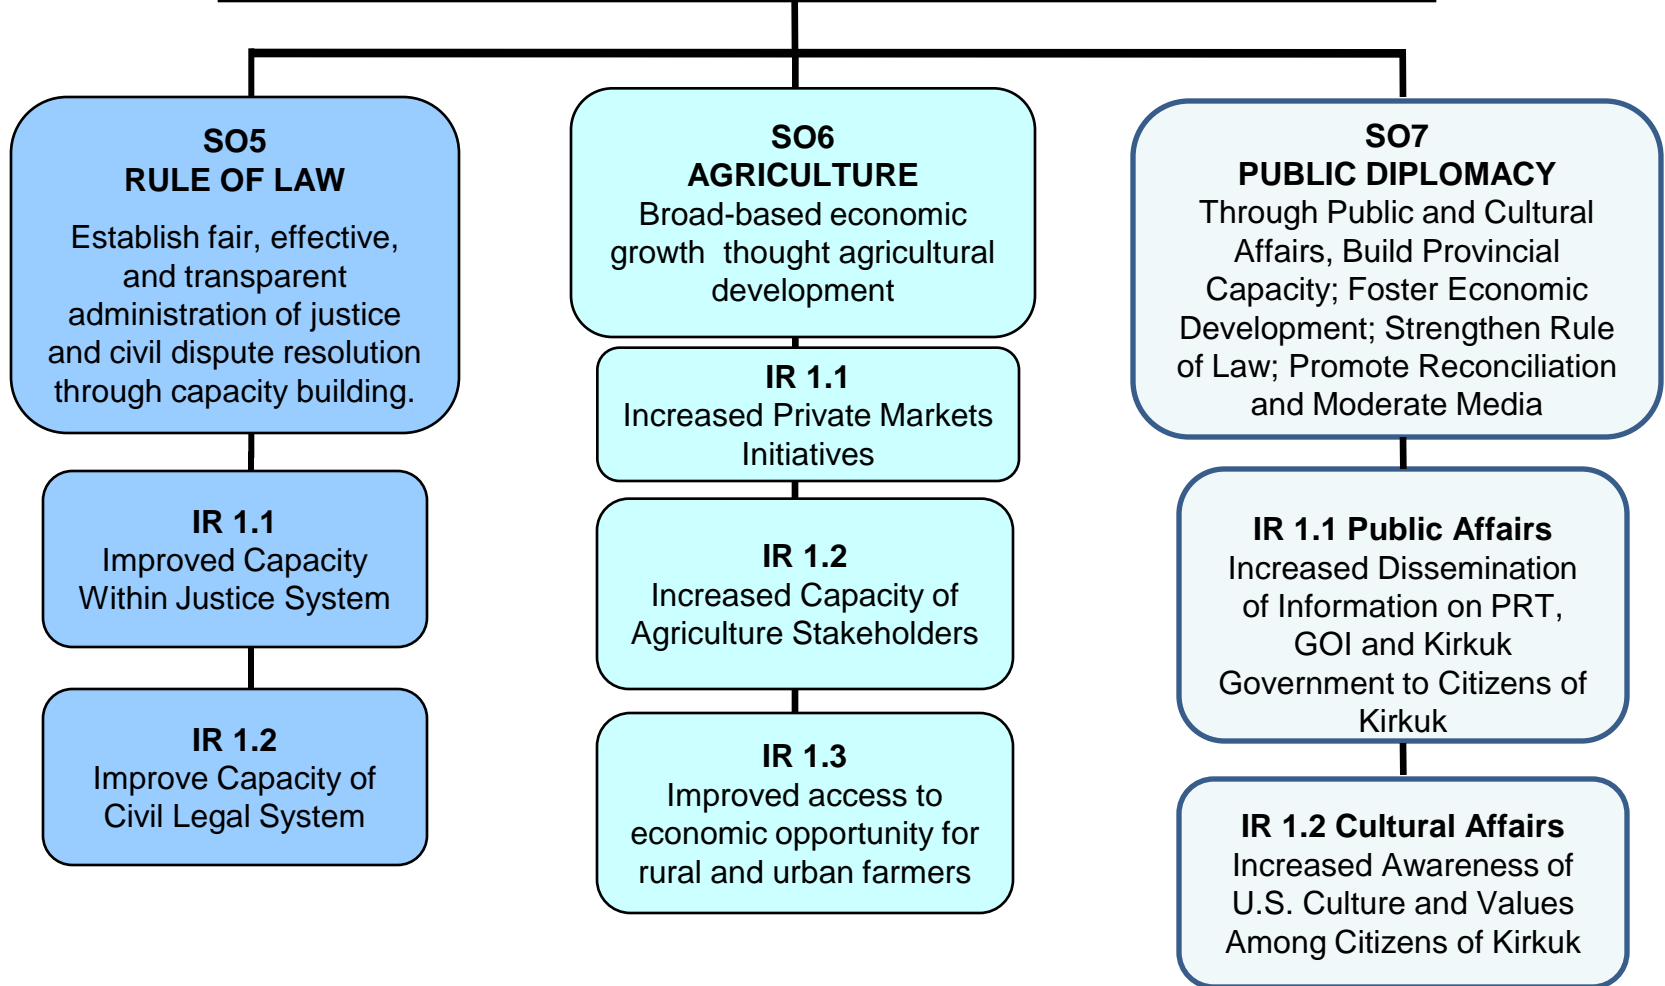 SO5
RULE OF LAW
Establish fair, effective,
and transparent
administration of justice
and civil dispute resolution
through capacity building.
IR 1.1
Improved Capacity
Within Justice System
IR 1.2
Improve Capacity of
Civil Legal System
SO6
AGRICULTURE
Broad-based economic
growth  thought agricultural
development
IR 1.1
Increased Private Markets
Initiatives
IR 1.2
Increased Capacity of
Agriculture Stakeholders
IR 1.3
Improved access to
economic opportunity for
rural and urban farmers
SO7
PUBLIC DIPLOMACY
Through Public and Cultural
Affairs, Build Provincial
Capacity; Foster Economic
Development; Strengthen Rule
of Law; Promote Reconciliation
and Moderate Media
IR 1.1 Public Affairs
Increased Dissemination
of Information on PRT,
GOI and Kirkuk
Government to Citizens of
Kirkuk
IR 1.2 Cultural Affairs
Increased Awareness of
U.S. Culture and Values
Among Citizens of Kirkuk